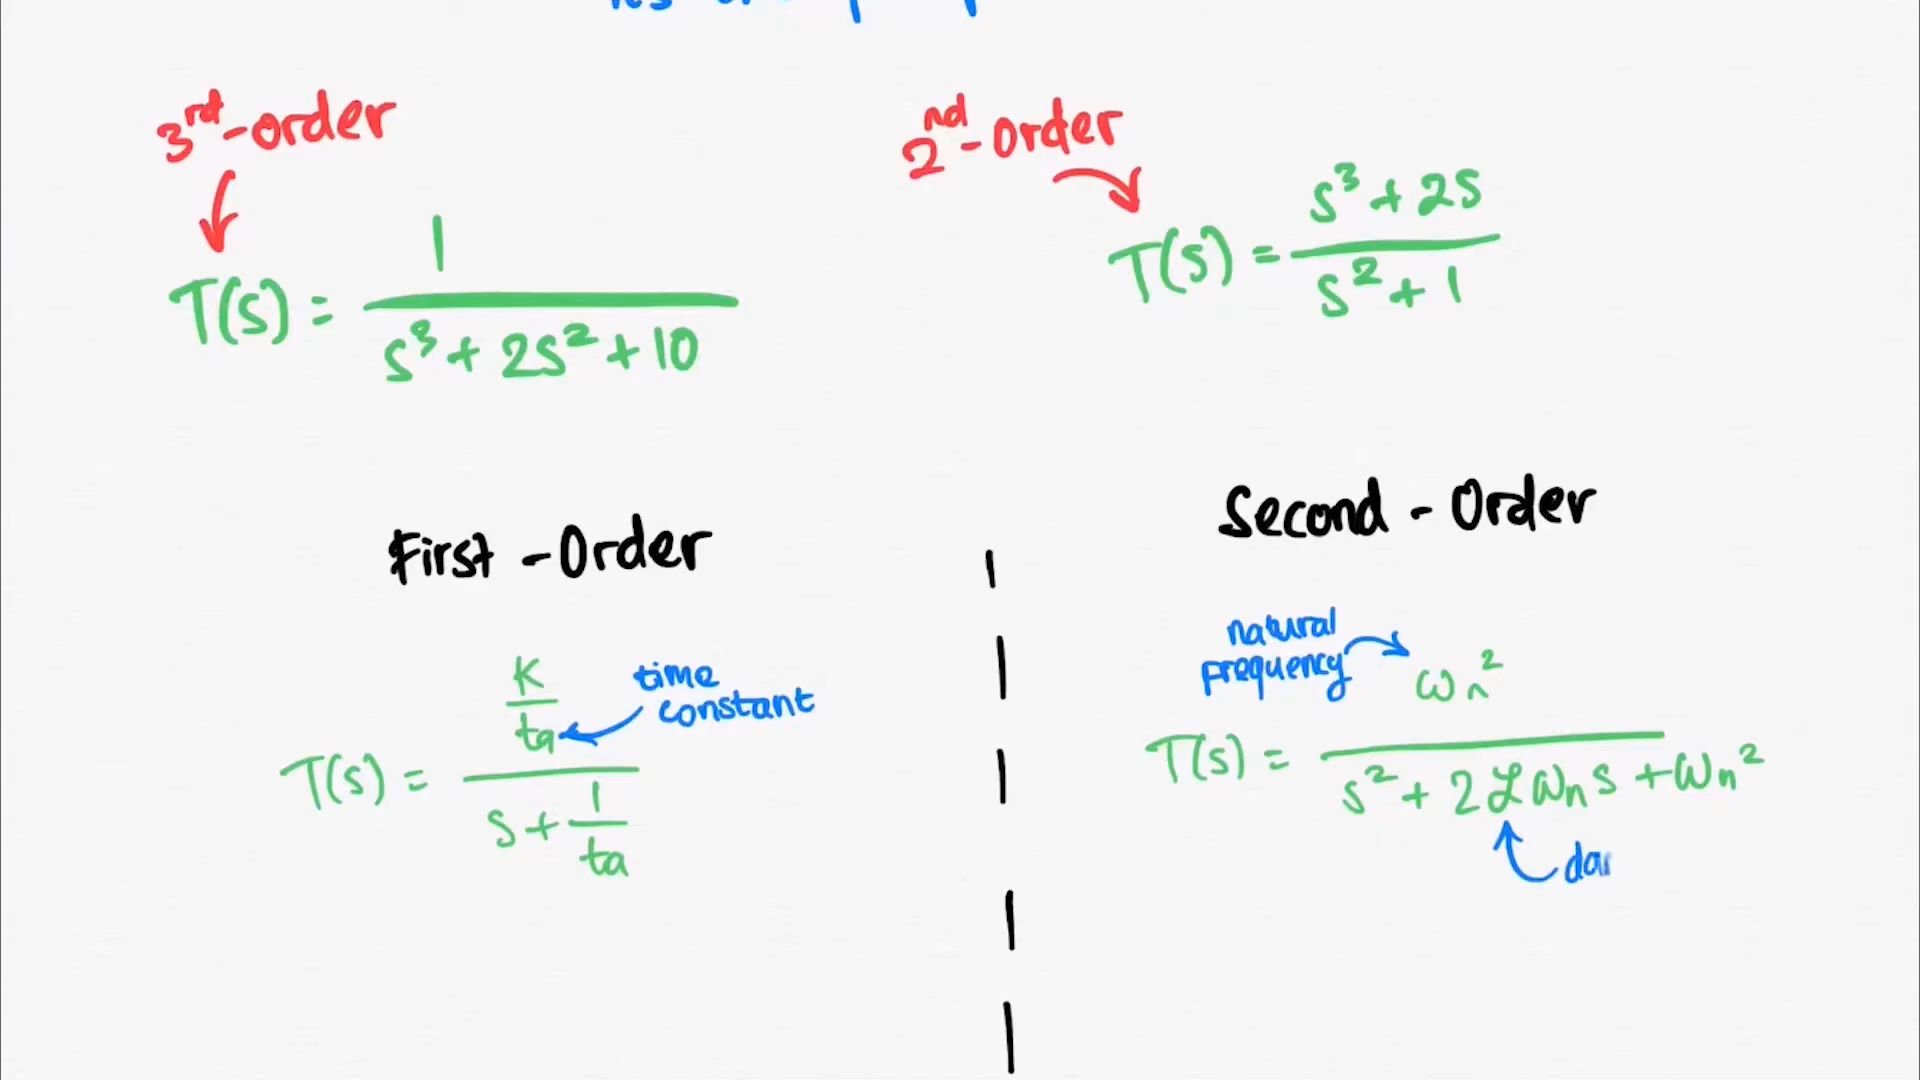 3rd-order
2nd-order
T(s) = 1 / (s³ + 2s² + 10)
T(s) = (s³ + 2s) / (s² + 1)
First - Order
Second - Order
time
constant
T(s) = (K/ta) / (s + 1/ta)
natural
frequency
T(s) = ωn² / (s² + 2ζωns + ωn²)